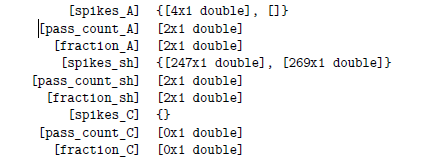 [spikes_A] {[4x1 double], []}
[pass_count_A] [2x1 double]
[fraction_A] [2x1 double]
[spikes_sh] {[247x1 double], [269x1 double]}
[pass_count_sh] [2x1 double]
[fraction_sh] [2x1 double]
[spikes_C] {}
[pass_count_C] [0x1 double]
[fraction_C] [0x1 double]